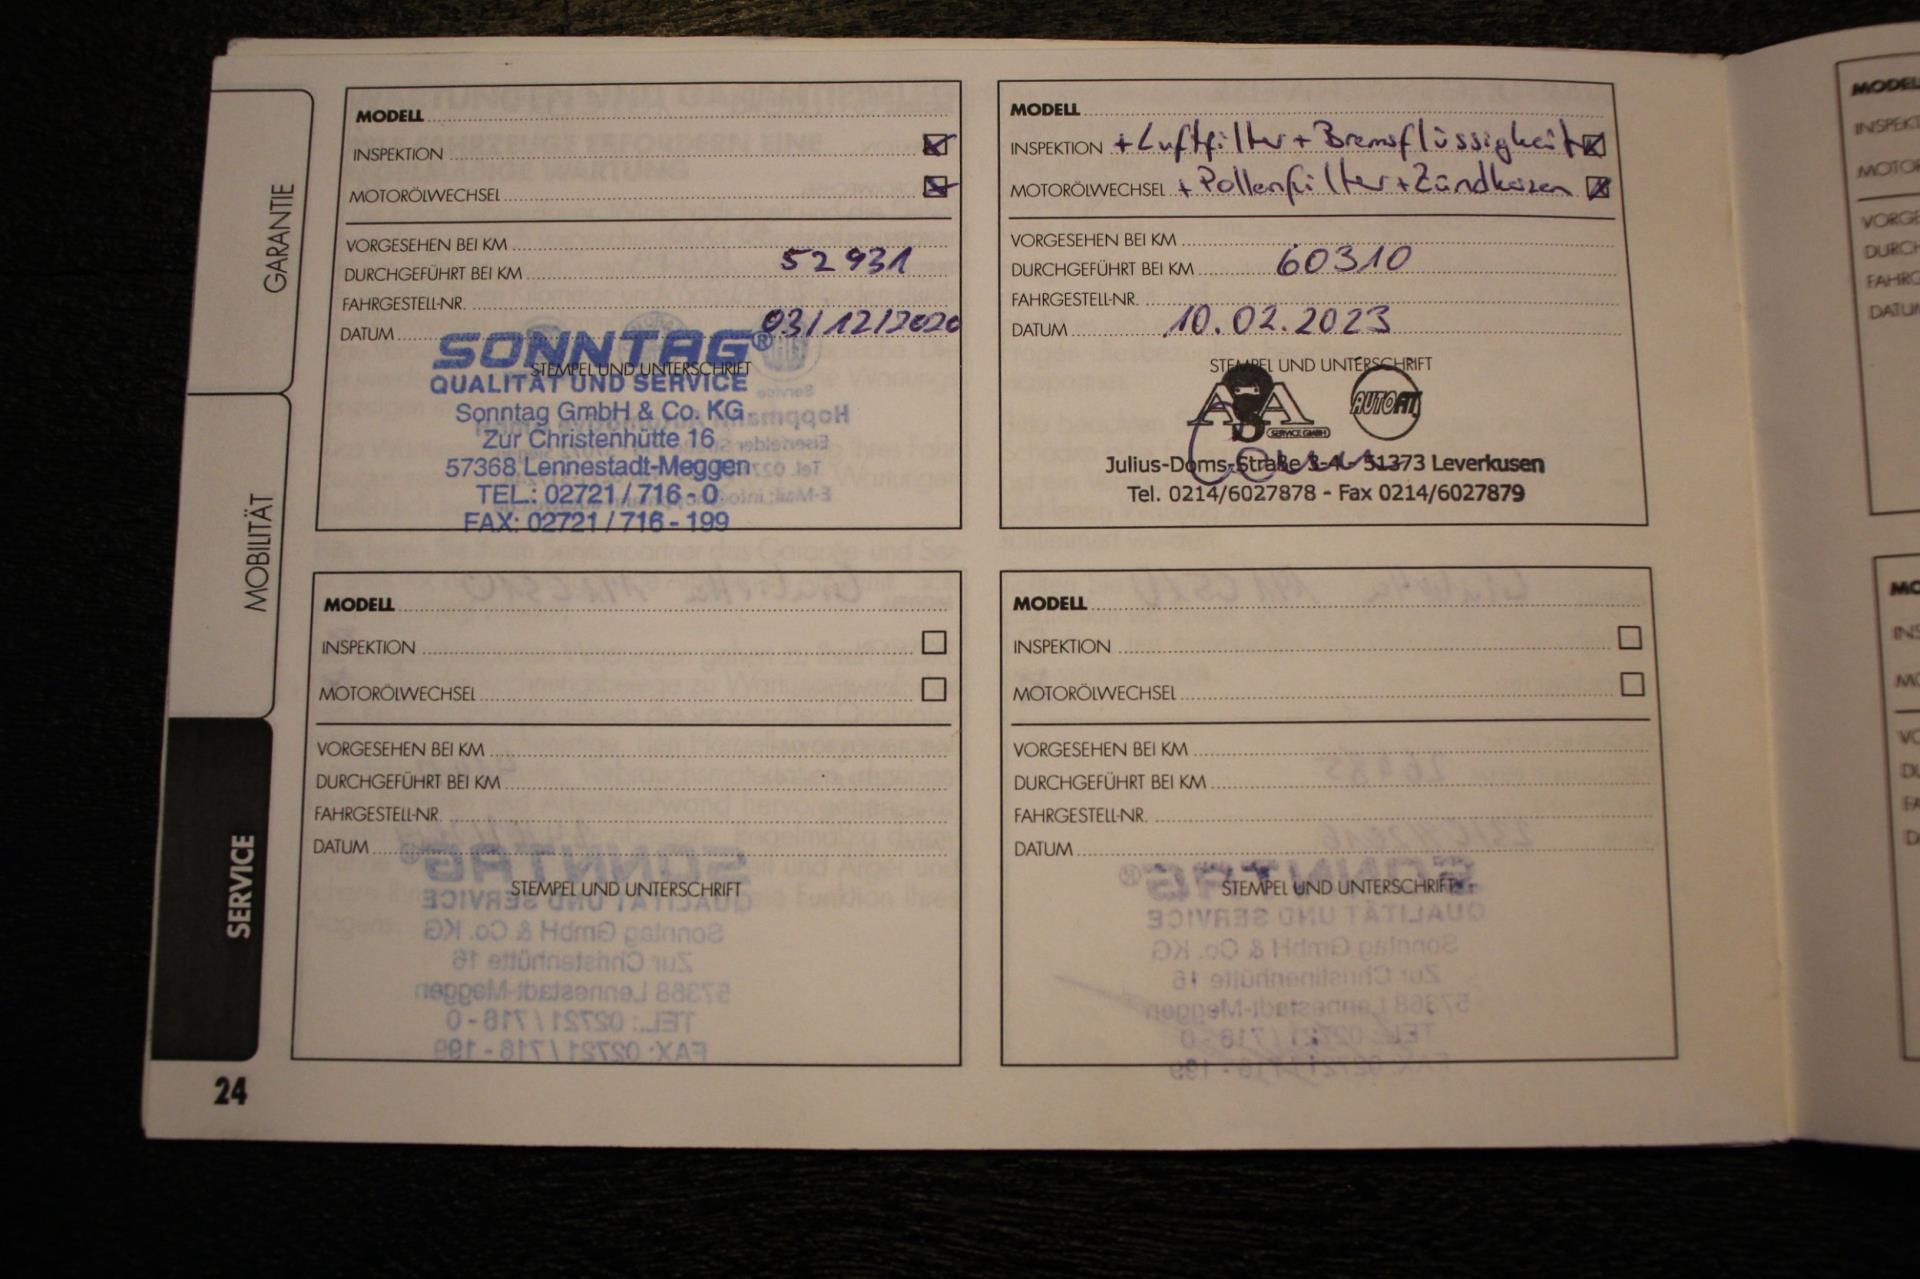 GARANTIE
MOBILITÄT
SERVICE
24
MODELL
INSPEKTION
MOTORÖLWECHSEL
VORGESEHEN BEI KM
DURCHGEFÜHRT BEI KM 52931
FAHRGESTELL-NR.
DATUM 03/12/2020
STEMPEL UND UNTERSCHRIFT
SONNTAG®
QUALITÄT UND SERVICE
Sonntag GmbH & Co. KG
Zur Christenhütte 16
57368 Lennestadt-Meggen
TEL.: 02721 / 716 - 0
FAX: 02721 / 716 - 199
MODELL
INSPEKTION + Luftfilter + Bremsflüssigkeit
MOTORÖLWECHSEL + Pollenfilter + Zündkerzen
VORGESEHEN BEI KM
DURCHGEFÜHRT BEI KM 60310
FAHRGESTELL-NR.
DATUM 10.02.2023
STEMPEL UND UNTERSCHRIFT
SERVICE GMBH
AUTOFIT
Julius-Doms-Straße 3-4 - 51373 Leverkusen
Tel. 0214/6027878 - Fax 0214/6027879
MODELL
INSPEKTION
MOTORÖLWECHSEL
VORGESEHEN BEI KM
DURCHGEFÜHRT BEI KM
FAHRGESTELL-NR.
DATUM
STEMPEL UND UNTERSCHRIFT
MODELL
INSPEKTION
MOTORÖLWECHSEL
VORGESEHEN BEI KM
DURCHGEFÜHRT BEI KM
FAHRGESTELL-NR.
DATUM
STEMPEL UND UNTERSCHRIFT